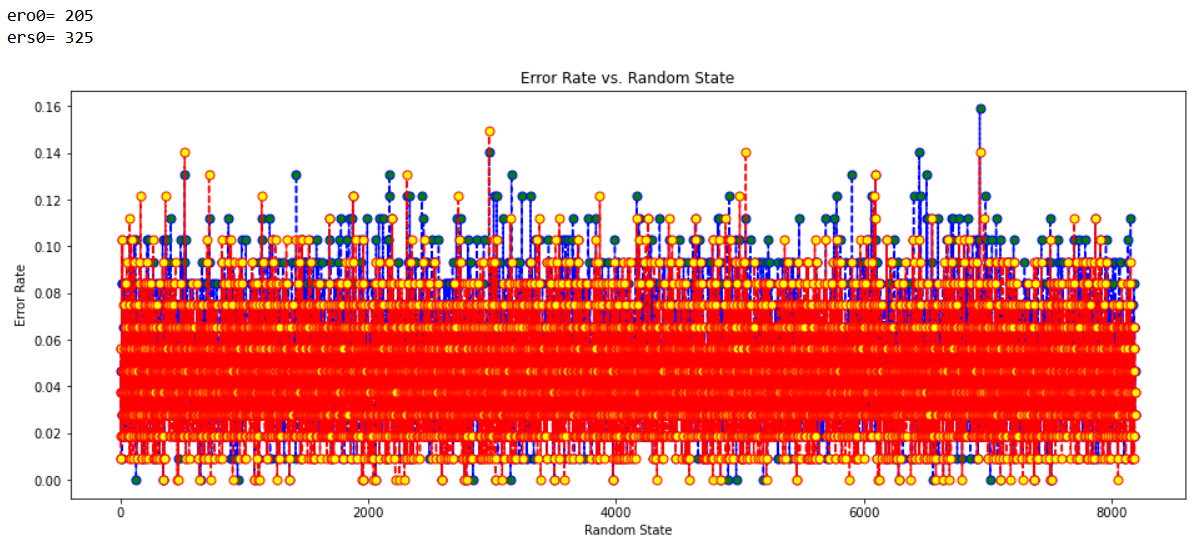 ero0= 205
ers0= 325
Error Rate vs. Random State
0.16
0.14
0.12
0.10
0.08
0.06
0.04
0.02
0.00
Error Rate
0 2000 4000 6000 8000
Random State